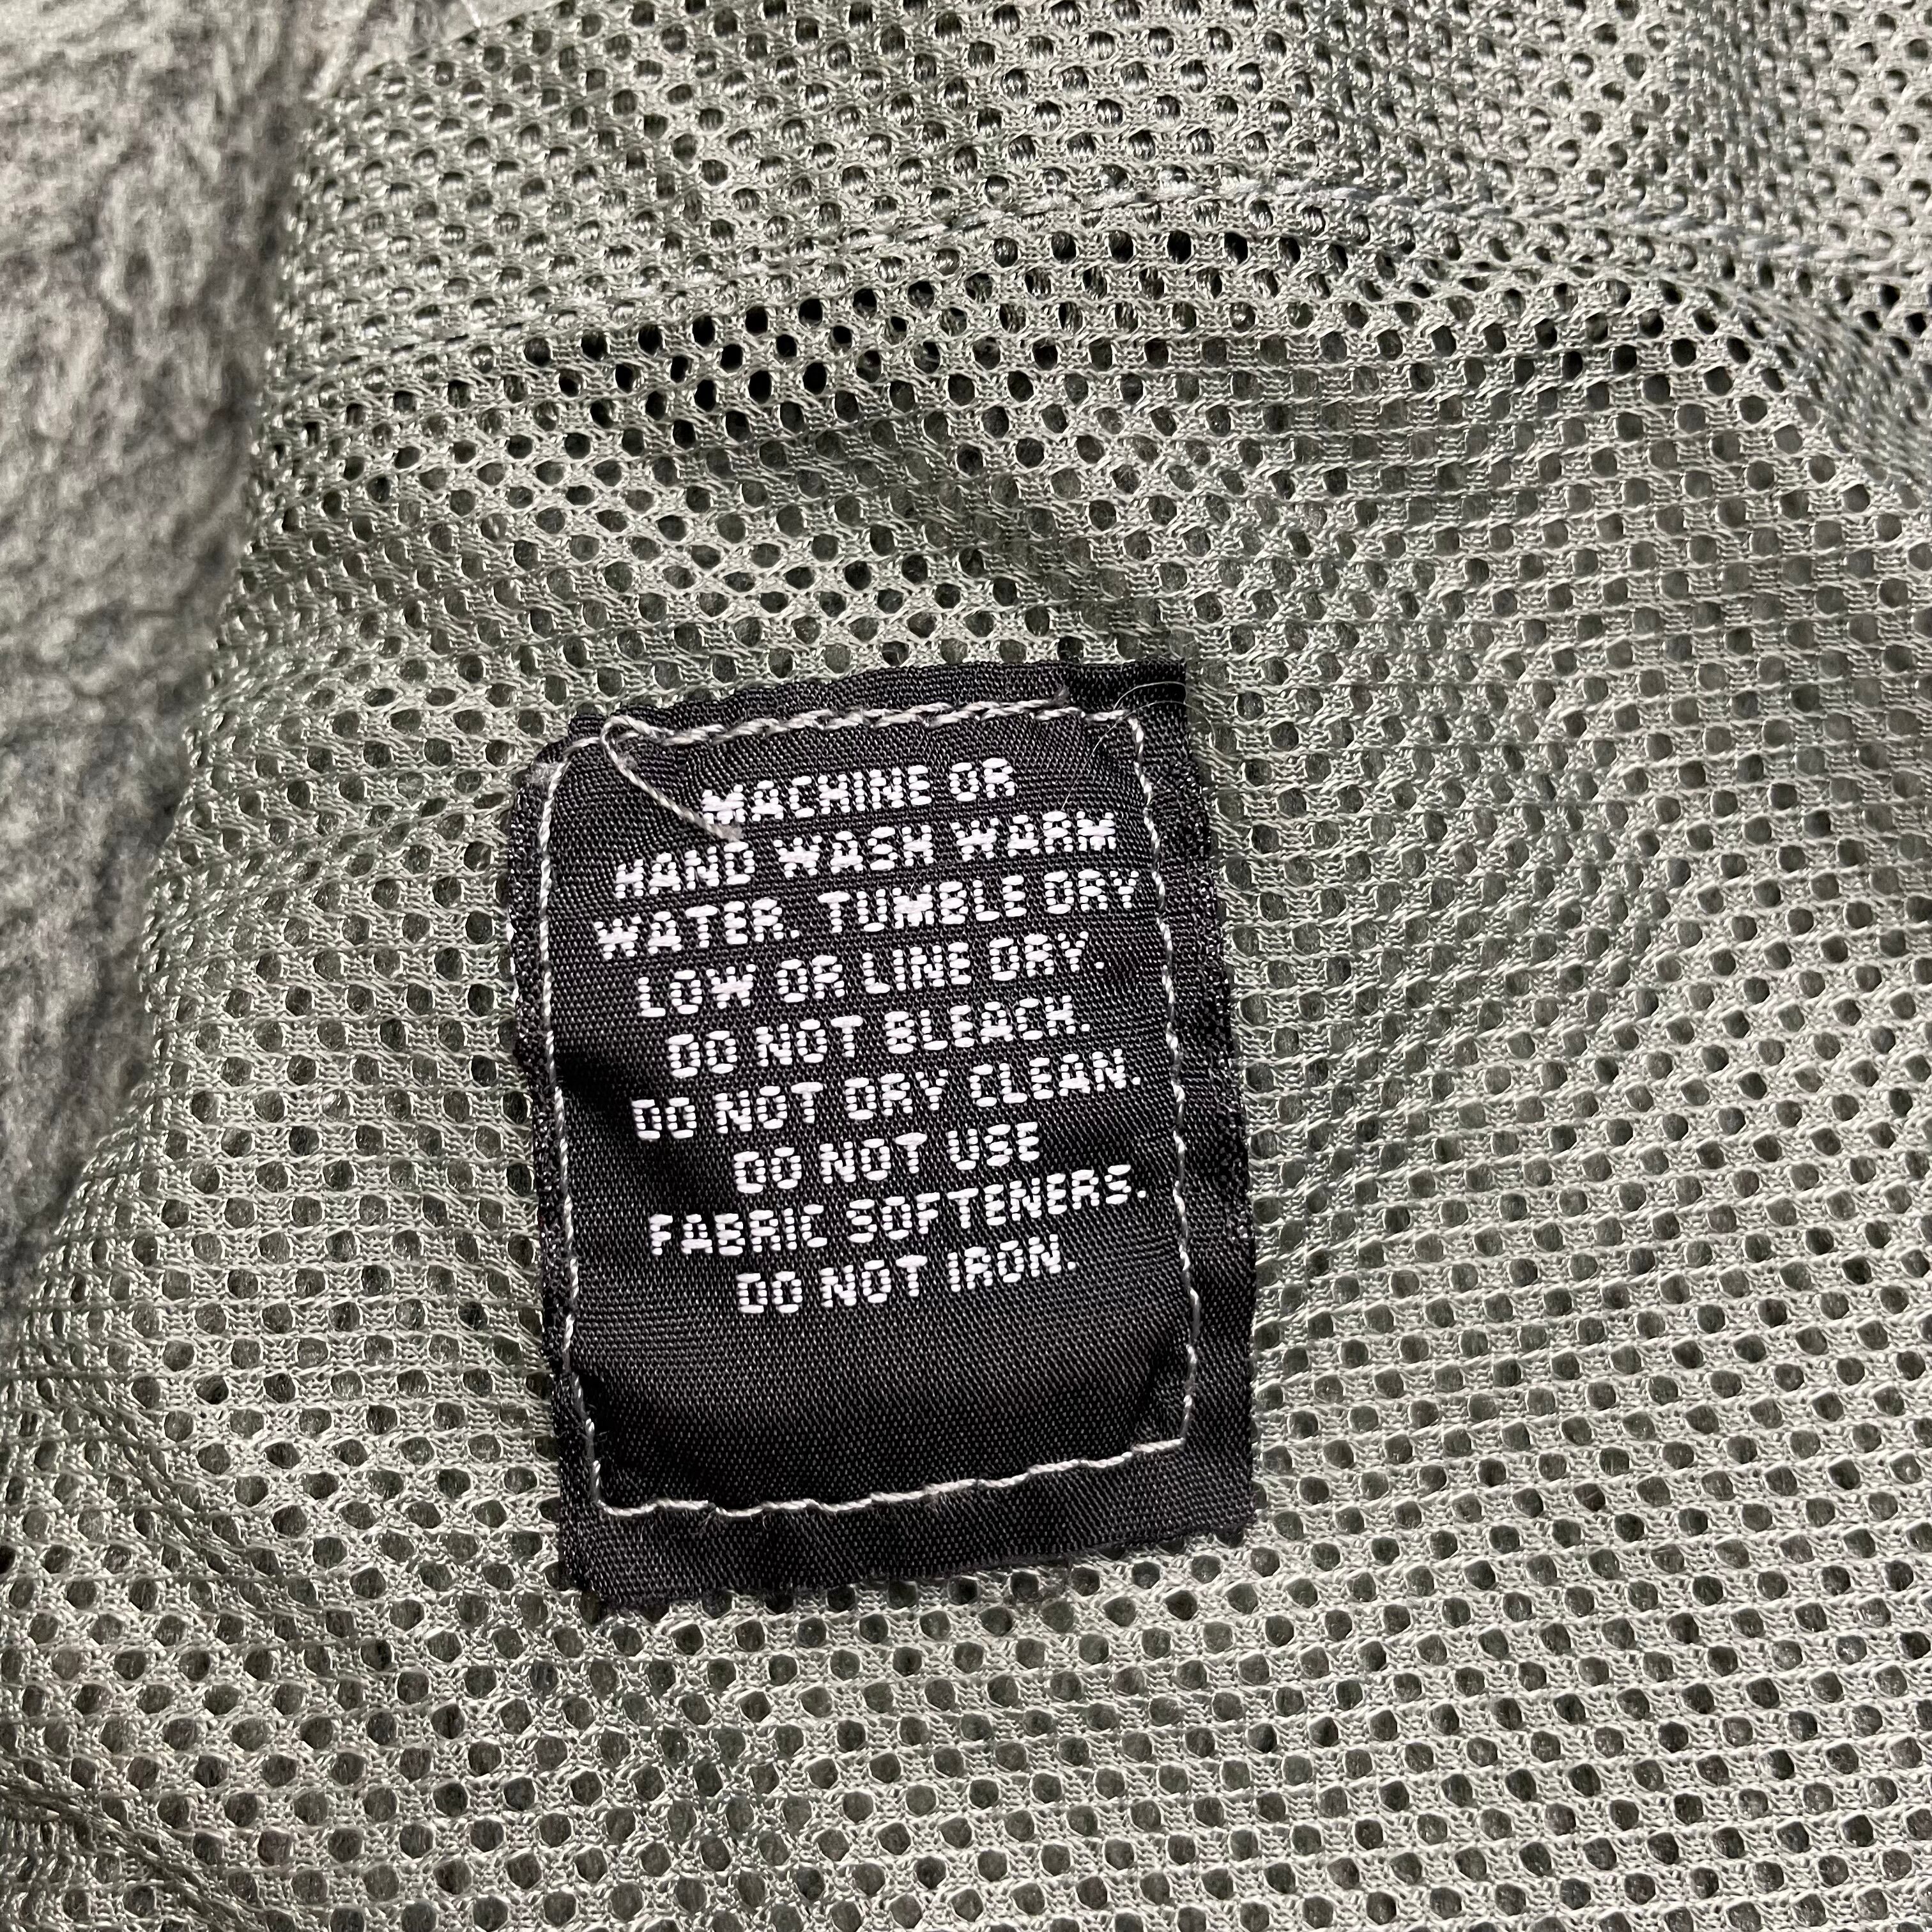 MACHINE OR
HAND WASH WARM
WATER. TUMBLE DRY
LOW OR LINE DRY.
DO NOT BLEACH.
DO NOT DRY CLEAN.
DO NOT USE
FABRIC SOFTENERS.
DO NOT IRON.